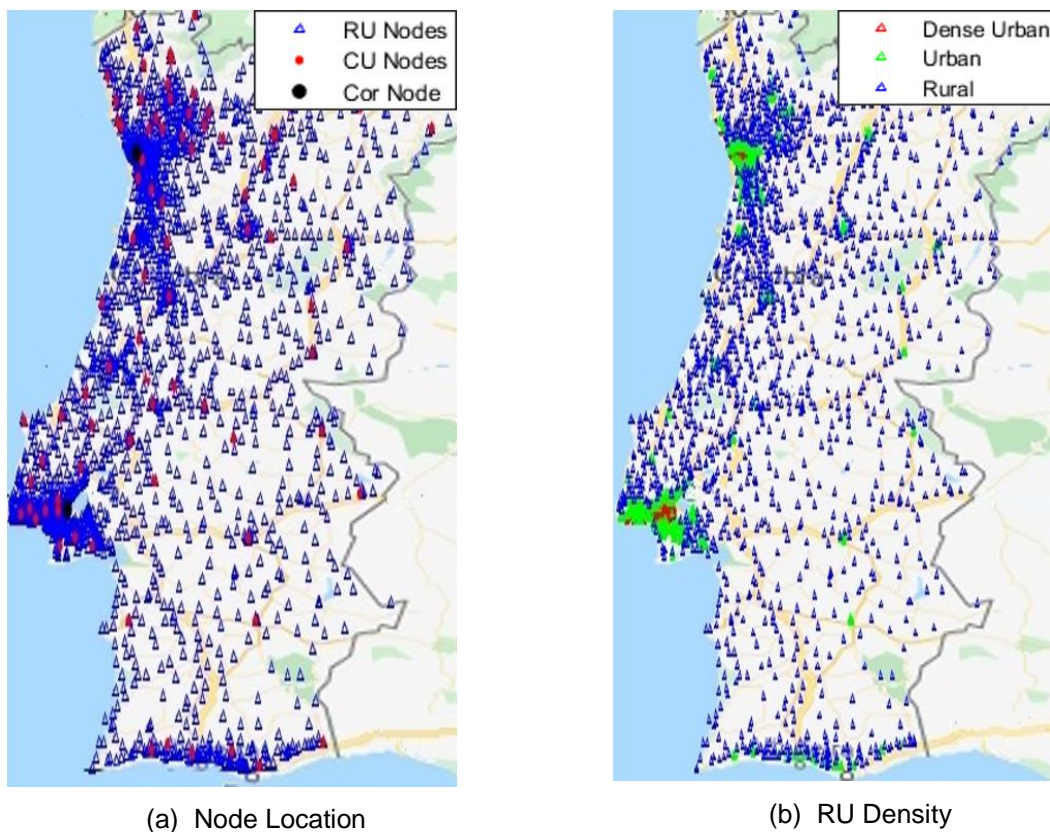 RU Nodes
CU Nodes
Cor Node
Dense Urban
Urban
Rural
(a) Node Location
(b) RU Density